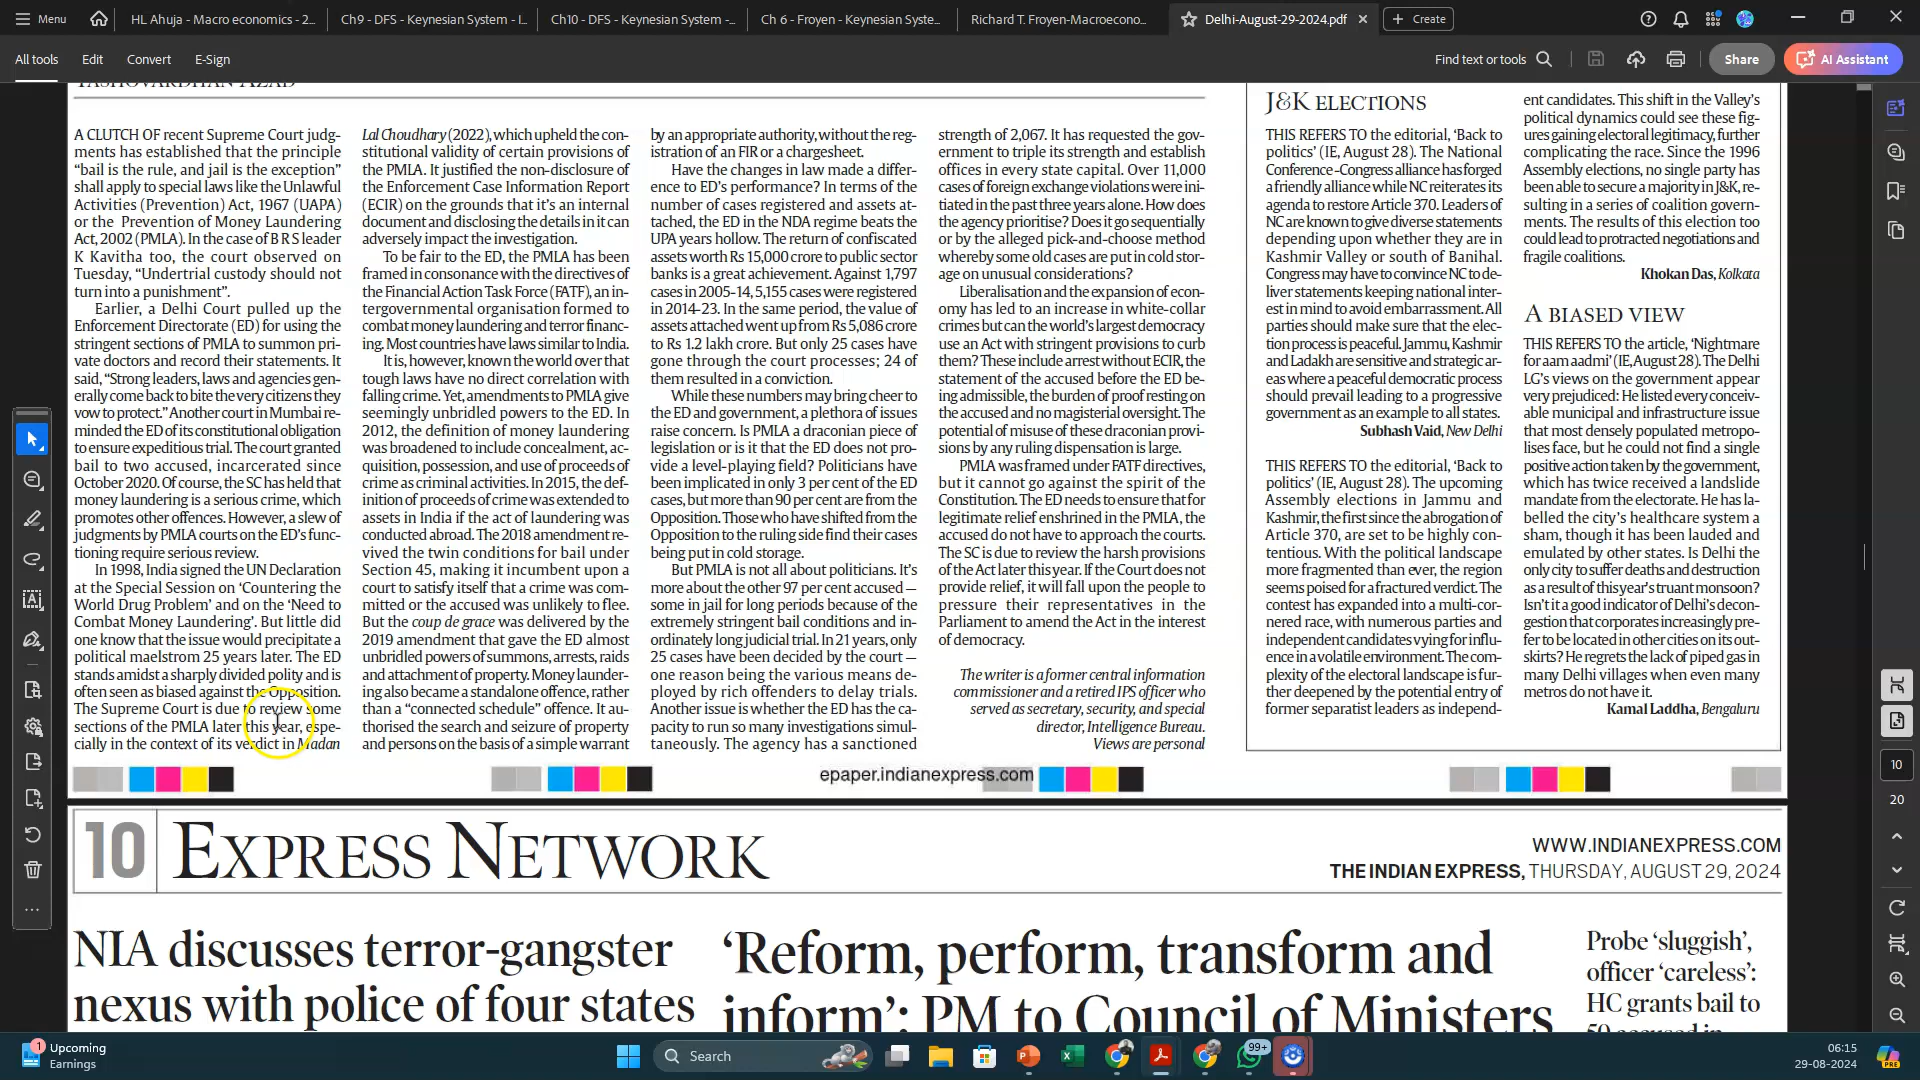 Menu
HL Ahuja - Macro economics - 2...
Ch9 - DFS - Keynesian System - I...
Ch10 - DFS - Keynesian System -...
Ch 6 - Froyen - Keynesian Syste...
Richard T. Froyen-Macroecono...
Delhi-August-29-2024.pdf
Create
All tools
Edit
Convert
E-Sign
Find text or tools
Share
AI Assistant
YASHOVARDHAN AZAD
A CLUTCH OF recent Supreme Court judg-
ments has established that the principle
“bail is the rule, and jail is the exception”
shall apply to special laws like the Unlawful
Activities (Prevention) Act, 1967 (UAPA)
or the Prevention of Money Laundering
Act, 2002 (PMLA). In the case of B R S leader
K Kavitha too, the court observed on
Tuesday, “Undertrial custody should not
turn into a punishment”.
Earlier, a Delhi Court pulled up the
Enforcement Directorate (ED) for using the
stringent sections of PMLA to summon pri-
vate doctors and record their statements. It
said, “Strong leaders, laws and agencies gen-
erally come back to bite the very citizens they
vow to protect.” Another court in Mumbai re-
minded the ED of its constitutional obligation
to ensure expeditious trial. The court granted
bail to two accused, incarcerated since
October 2020. Of course, the SC has held that
money laundering is a serious crime, which
promotes other offences. However, a slew of
judgments by PMLA courts on the ED's func-
tioning require serious review.
In 1998, India signed the UN Declaration
at the Special Session on ‘Countering the
World Drug Problem’ and on the ‘Need to
Combat Money Laundering’. But little did
one know that the issue would precipitate a
political maelstrom 25 years later. The ED
stands amidst a sharply divided polity and is
often seen as biased against the opposition.
The Supreme Court is due to review some
sections of the PMLA later this year, espe-
cially in the context of its verdict in Madan
Lal Choudhary (2022), which upheld the con-
stitutional validity of certain provisions of
the PMLA. It justified the non-disclosure of
the Enforcement Case Information Report
(ECIR) on the grounds that it's an internal
document and disclosing the details in it can
adversely impact the investigation.
To be fair to the ED, the PMLA has been
framed in consonance with the directives of
the Financial Action Task Force (FATF), an in-
tergovernmental organisation formed to
combat money laundering and terror financ-
ing. Most countries have laws similar to India.
It is, however, known the world over that
tough laws have no direct correlation with
falling crime. Yet, amendments to PMLA give
seemingly unbridled powers to the ED. In
2012, the definition of money laundering
was broadened to include concealment, ac-
quisition, possession, and use of proceeds of
crime as criminal activities. In 2015, the def-
inition of proceeds of crime was extended to
assets in India if the act of laundering was
conducted abroad. The 2018 amendment re-
vived the twin conditions for bail under
Section 45, making it incumbent upon a
court to satisfy itself that a crime was com-
mitted or the accused was unlikely to flee.
But the coup de grace was delivered by the
2019 amendment that gave the ED almost
unbridled powers of summons, arrests, raids
and attachment of property. Money launder-
ing also became a standalone offence, rather
than a “connected schedule” offence. It au-
thorised the search and seizure of property
and persons on the basis of a simple warrant
by an appropriate authority, without the reg-
istration of an FIR or a chargesheet.
Have the changes in law made a differ-
ence to ED's performance? In terms of the
number of cases registered and assets at-
tached, the ED in the NDA regime beats the
UPA years hollow. The return of confiscated
assets worth Rs 15,000 crore to public sector
banks is a great achievement. Against 1,797
cases in 2005-14, 5,155 cases were registered
in 2014-23. In the same period, the value of
assets attached went up from Rs 5,086 crore
to Rs 1.2 lakh crore. But only 25 cases have
gone through the court processes; 24 of
them resulted in a conviction.
While these numbers may bring cheer to
the ED and government, a plethora of issues
raise concern. Is PMLA a draconian piece of
legislation or is it that the ED does not pro-
vide a level-playing field? Politicians have
been implicated in only 3 per cent of the ED
cases, but more than 90 per cent are from the
Opposition. Those who have shifted from the
Opposition to the ruling side find their cases
being put in cold storage.
But PMLA is not all about politicians. It's
more about the other 97 per cent accused —
some in jail for long periods because of the
extremely stringent bail conditions and in-
ordinately long judicial trial. In 21 years, only
25 cases have been decided by the court —
one reason being the various means de-
ployed by rich offenders to delay trials.
Another issue is whether the ED has the ca-
pacity to run so many investigations simul-
taneously. The agency has a sanctioned
strength of 2,067. It has requested the gov-
ernment to triple its strength and establish
offices in every state capital. Over 11,000
cases of foreign exchange violations were ini-
tiated in the past three years alone. How does
the agency prioritise? Does it go sequentially
or by the alleged pick-and-choose method
whereby some old cases are put in cold stor-
age on unusual considerations?
Liberalisation and the expansion of econ-
omy has led to an increase in white-collar
crimes but can the world's largest democracy
use an Act with stringent provisions to curb
them? These include arrest without ECIR, the
statement of the accused before the ED be-
ing admissible, the burden of proof resting on
the accused and no magisterial oversight. The
potential of misuse of these draconian provi-
sions by any ruling dispensation is large.
PMLA was framed under FATF directives,
but it cannot go against the spirit of the
Constitution. The ED needs to ensure that for
legitimate relief enshrined in the PMLA, the
accused do not have to approach the courts.
The SC is due to review the harsh provisions
of the Act later this year. If the Court does not
provide relief, it will fall upon the people to
pressure their representatives in the
Parliament to amend the Act in the interest
of democracy.
The writer is a former central information
commissioner and a retired IPS officer who
served as secretary, security, and special
director, Intelligence Bureau.
Views are personal
J&K ELECTIONS
THIS REFERS TO the editorial, ‘Back to
politics’ (IE, August 28). The National
Conference-Congress alliance has forged
a friendly alliance while NC reiterates its
agenda to restore Article 370. Leaders of
NC are known to give diverse statements
depending upon whether they are in
Kashmir Valley or south of Banihal.
Congress may have to convince NC to de-
liver statements keeping national inter-
est in mind to avoid embarrassment. All
parties should make sure that the elec-
tion process is peaceful. Jammu, Kashmir
and Ladakh are sensitive and strategic ar-
eas where a peaceful democratic process
should prevail leading to a progressive
government as an example to all states.
Subhash Vaid, New Delhi
THIS REFERS TO the editorial, ‘Back to
politics’ (IE, August 28). The upcoming
Assembly elections in Jammu and
Kashmir, the first since the abrogation of
Article 370, are set to be highly con-
tentious. With the political landscape
more fragmented than ever, the region
seems poised for a fractured verdict. The
contest has expanded into a multi-cor-
nered race, with numerous parties and
independent candidates vying for influ-
ence in a volatile environment. The com-
plexity of the electoral landscape is fur-
ther deepened by the potential entry of
former separatist leaders as independ-
ent candidates. This shift in the Valley's
political dynamics could see these fig-
ures gaining electoral legitimacy, further
complicating the race. Since the 1996
Assembly elections, no single party has
been able to secure a majority in J&K, re-
sulting in a series of coalition govern-
ments. The results of this election too
could lead to protracted negotiations and
fragile coalitions.
Khokan Das, Kolkata
A BIASED VIEW
THIS REFERS TO the article, ‘Nightmare
for aam aadmi’ (IE, August 28). The Delhi
LG's views on the government appear
very prejudiced: He listed every conceiv-
able municipal and infrastructure issue
that most densely populated metropo-
lises face, but he could not find a single
positive action taken by the government,
which has twice received a landslide
mandate from the electorate. He has la-
belled the city's healthcare system a
sham, though it has been lauded and
emulated by other states. Is Delhi the
only city to suffer deaths and destruction
as a result of this year's truant monsoon?
Isn't it a good indicator of Delhi's decon-
gestion that corporates increasingly pre-
fer to be located in other cities on its out-
skirts? He regrets the lack of piped gas in
many Delhi villages when even many
metros do not have it.
Kamal Laddha, Bengaluru
epaper.indianexpress.com
10 EXPRESS NETWORK
WWW.INDIANEXPRESS.COM
THE INDIAN EXPRESS, THURSDAY, AUGUST 29, 2024
NIA discusses terror-gangster
nexus with police of four states
‘Reform, perform, transform and
inform’: PM to Council of Ministers
Probe ‘sluggish’,
officer ‘careless’:
HC grants bail to
50 accused in
10
20
1
Upcoming
Earnings
Search
99+
06:15
29-08-2024
PRE